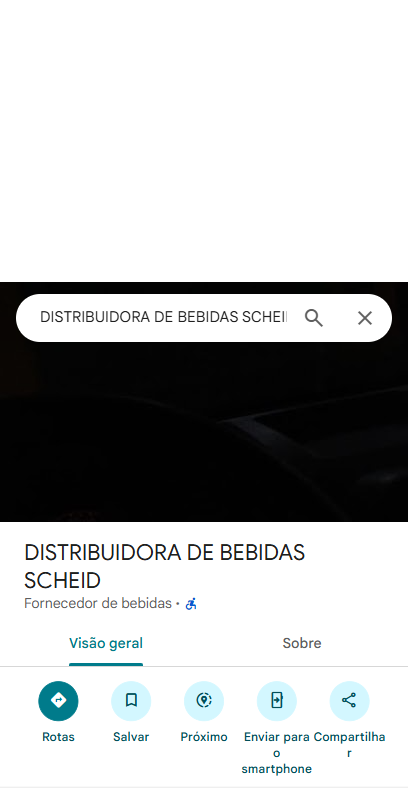 DISTRIBUIDORA DE BEBIDAS SCHEI
DISTRIBUIDORA DE BEBIDAS
SCHEID
Fornecedor de bebidas ·
Visão geral
Sobre
Rotas
Salvar
Próximo
Enviar para
o
smartphone
Compartilha
r